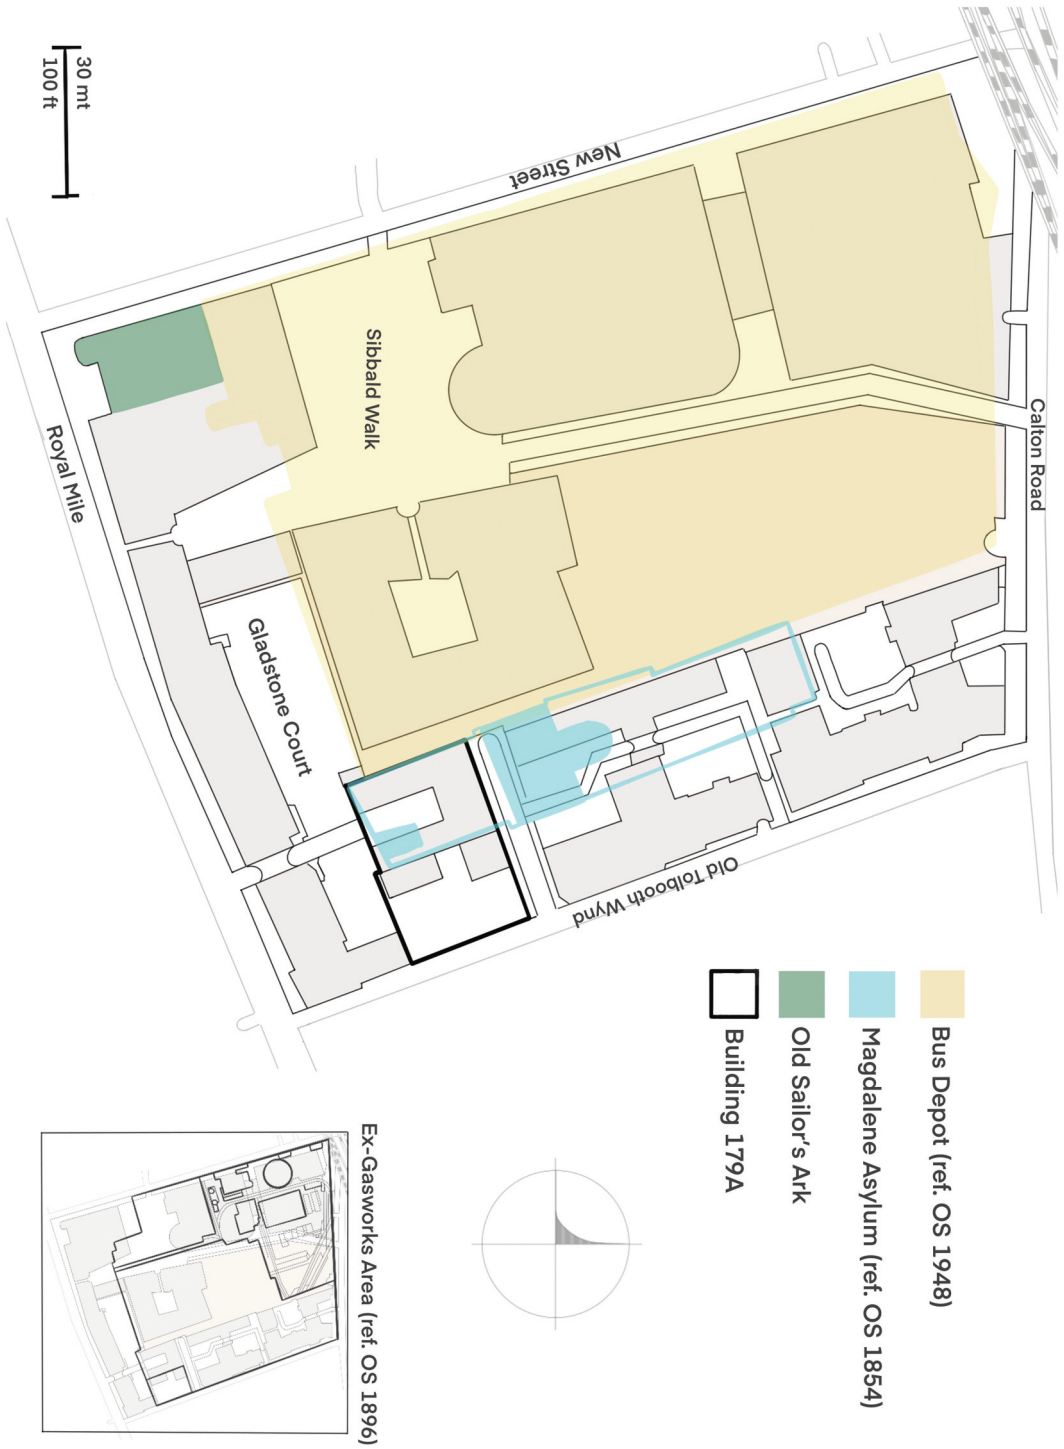 30 mt
100 ft
New Street
Calton Road
Sibbald Walk
Royal Mile
Gladstone Court
Old Tolbooth Wynd
Bus Depot (ref. OS 1948)
Magdalene Asylum (ref. OS 1854)
Old Sailor's Ark
Building 179A
Ex-Gasworks Area (ref. OS 1896)